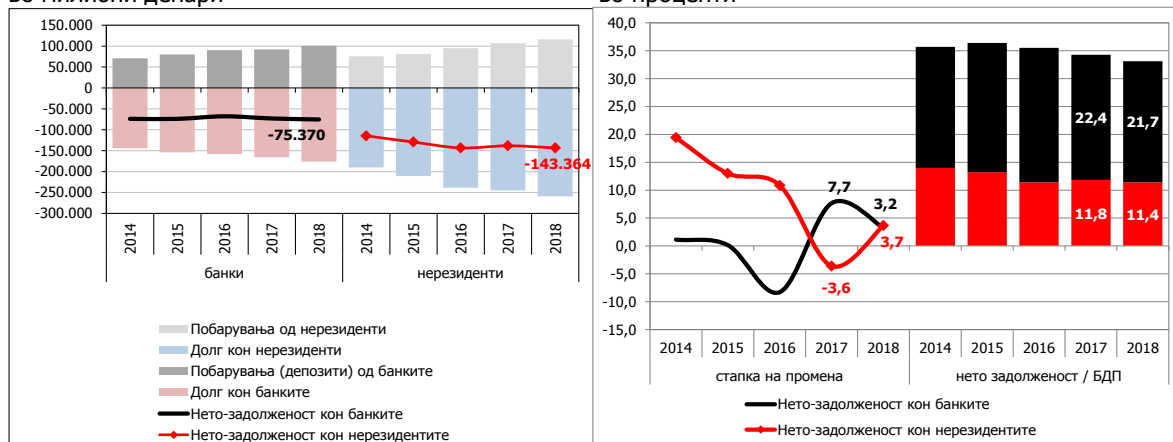 во милиони денари
150.000
100.000
50.000
0
-50.000
-100.000
-150.000
-200.000
-250.000
-300.000
-75.370
-143.364
2014 2015 2016 2017 2018 2014 2015 2016 2017 2018
банки нерезиденти
Побарувања од нерезиденти
Долг кон нерезиденти
Побарувања (депозити) од банките
Долг кон банките
Нето-задолженост кон банките
Нето-задолженост кон нерезидентите
во проценти
40,0
35,0
30,0
25,0
20,0
15,0
10,0
5,0
0,0
-5,0
-10,0
-15,0
7,7
3,2
3,7
-3,6
22,4 21,7
11,8 11,4
2014 2015 2016 2017 2018 2014 2015 2016 2017 2018
стапка на промена нето задолженост / БДП
Нето-задолженост кон банките
Нето-задолженост кон нерезидентите